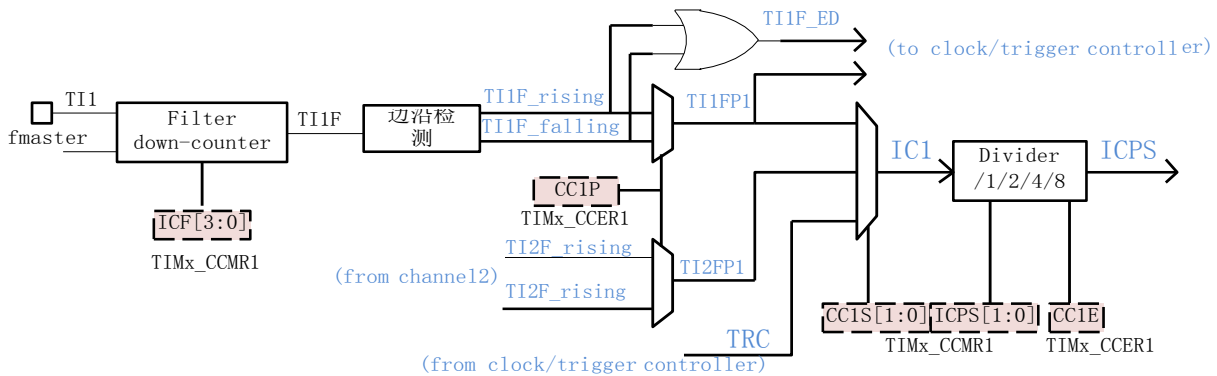 TI1F_ED
(to clock/trigger controller)
TI1
fmaster
Filter
down-counter
TI1F
边沿检
测
TI1F_rising
TI1F_falling
TI1FP1
IC1
Divider
/1/2/4/8
ICPS
ICF[3:0]
TIMx_CCMR1
CC1P
TIMx_CCER1
TI2F_rising
(from channel2)
TI2F_rising
TI2FP1
TRC
(from clock/trigger controller)
CC1S[1:0]
ICPS[1:0]
CC1E
TIMx_CCMR1
TIMx_CCER1